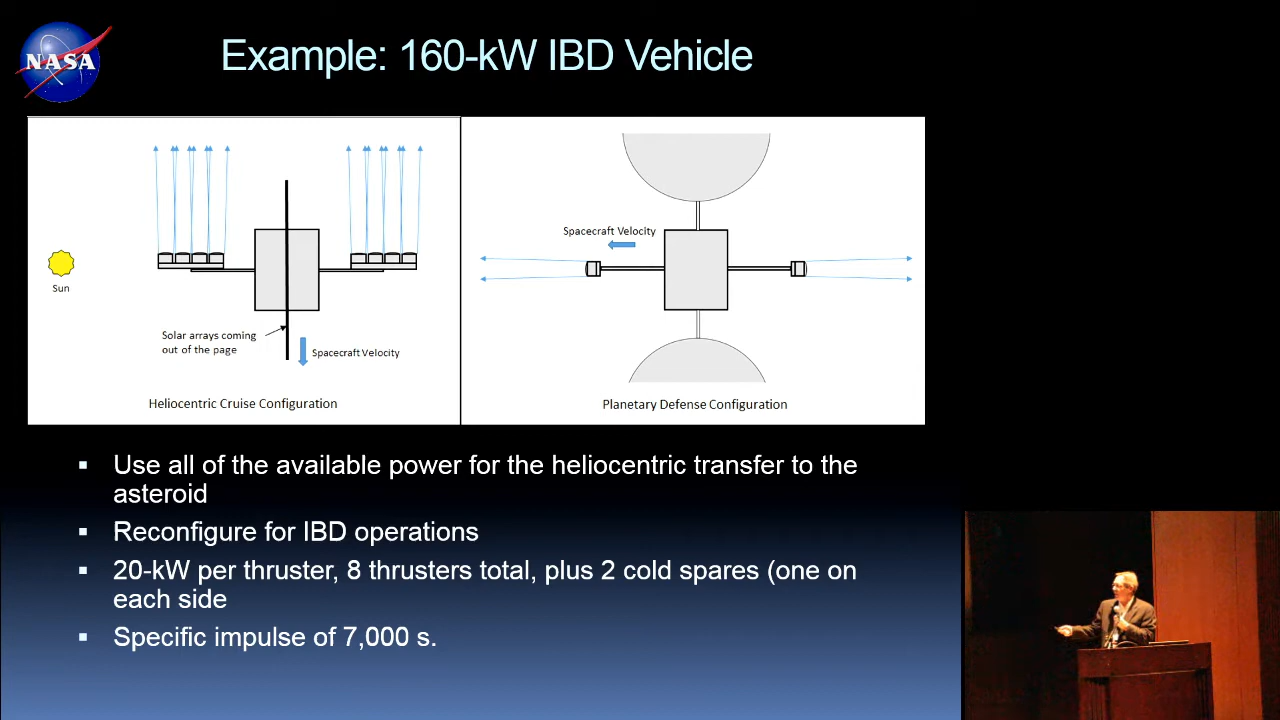 NASA
Example: 160-kW IBD Vehicle
Sun
Solar arrays coming
out of the page
Spacecraft Velocity
Heliocentric Cruise Configuration
Spacecraft Velocity
Planetary Defense Configuration
▪ Use all of the available power for the heliocentric transfer to the
asteroid
▪ Reconfigure for IBD operations
▪ 20-kW per thruster, 8 thrusters total, plus 2 cold spares (one on
each side
▪ Specific impulse of 7,000 s.